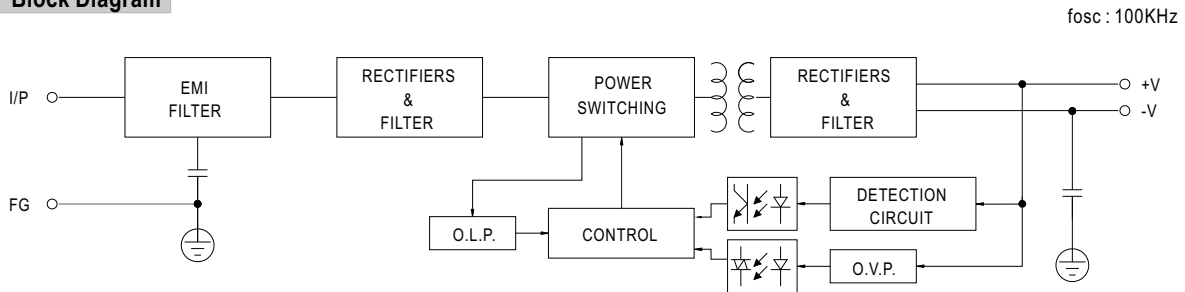 Block Diagram
fosc : 100KHz
I/P
EMI
FILTER
RECTIFIERS
&
FILTER
POWER
SWITCHING
RECTIFIERS
&
FILTER
+V
-V
FG
O.L.P.
CONTROL
DETECTION
CIRCUIT
O.V.P.